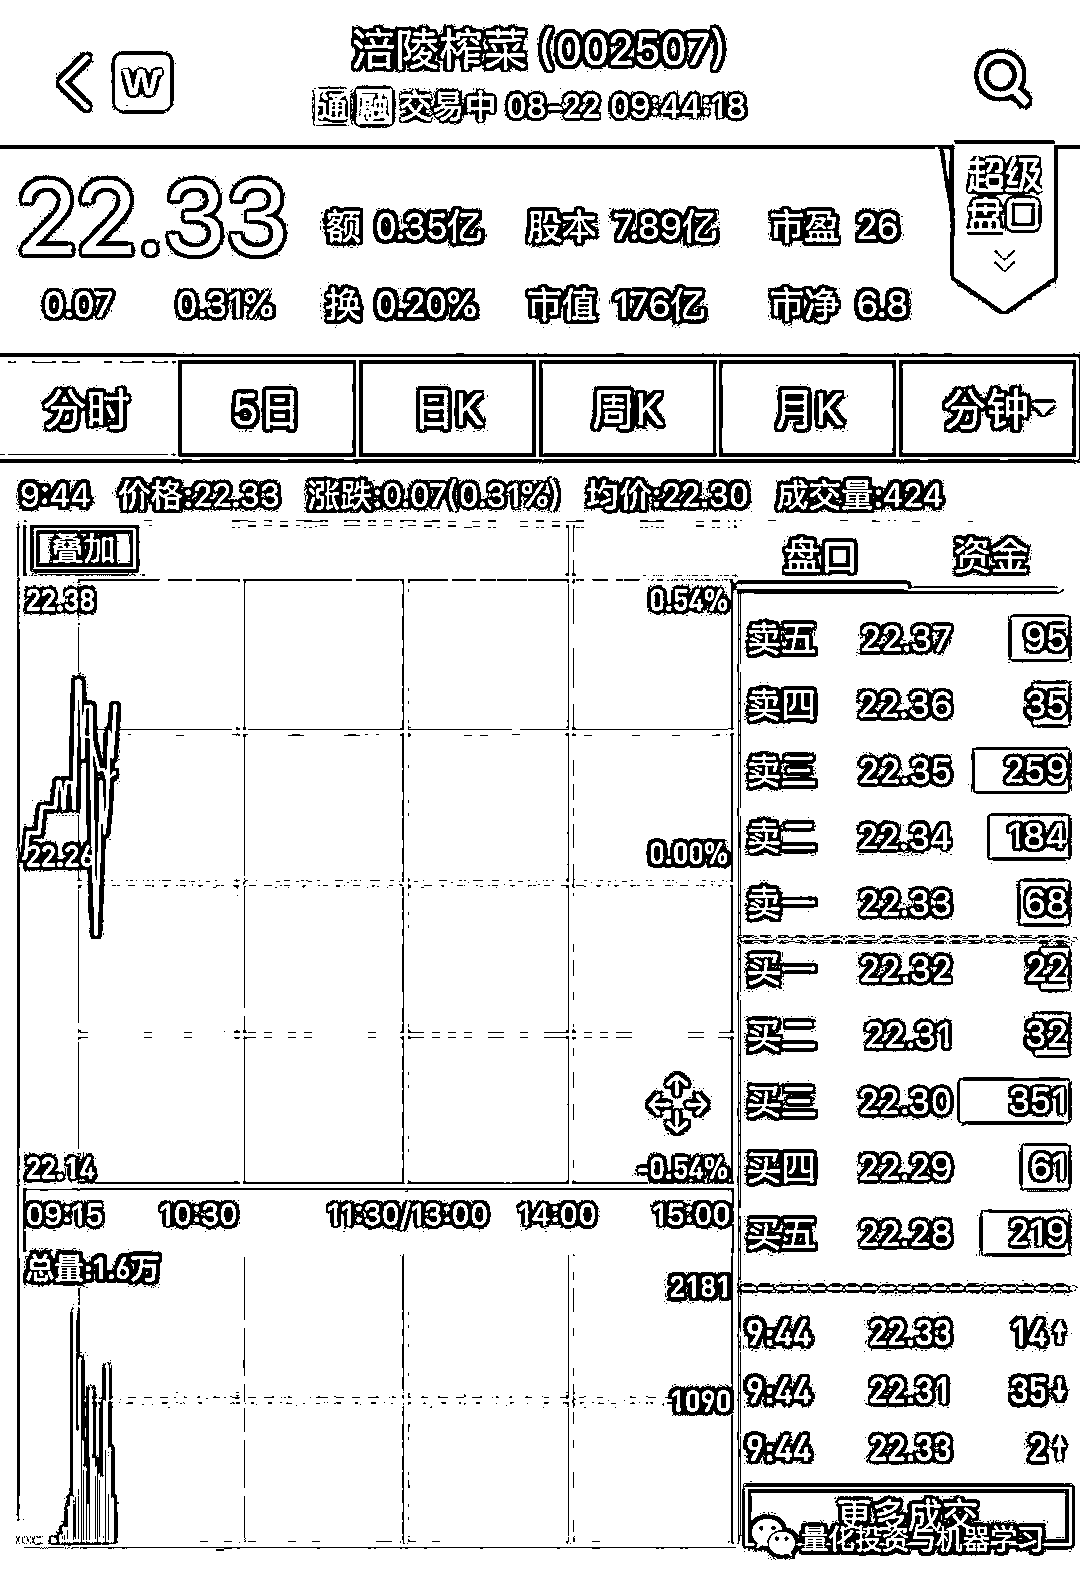 涪陵榨菜 (002507)
W
通 融 交易中 08-22 09:44:18
超级
盘口
22.33
额 0.35亿 股本 7.89亿 市盈 26
0.07 0.31% 换 0.20% 市值 176亿 市净 6.8
分时 5日 日K 周K 月K 分钟
9:44 价格:22.33 涨跌:0.07(0.31%) 均价:22.30 成交量:424
叠加
22.38 0.54%
22.26 0.00%
22.14 -0.54%
09:15 10:30 11:30/13:00 14:00 15:00
总量:1.6万
2181
1090
盘口 资金
卖五 22.37 95
卖四 22.36 35
卖三 22.35 259
卖二 22.34 184
卖一 22.33 68
买一 22.32 22
买二 22.31 32
买三 22.30 351
买四 22.29 61
买五 22.28 219
9:44 22.33 14↑
9:44 22.31 35↓
9:44 22.33 2↑
更多成交
量化投资与机器学习